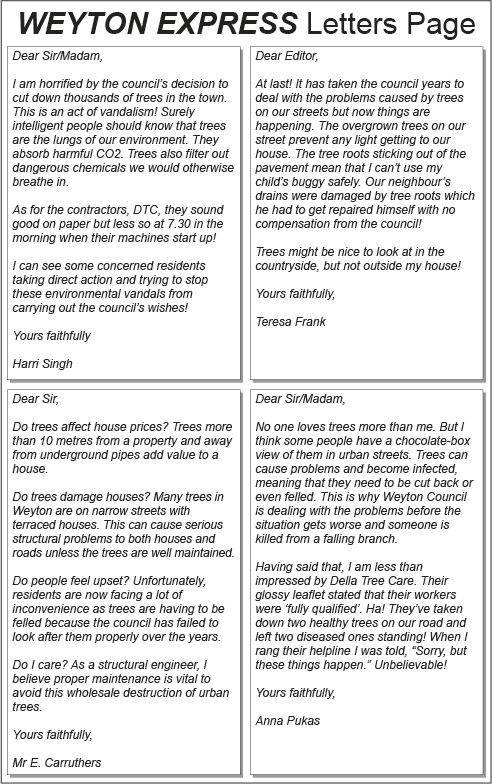 WEYTON EXPRESS Letters Page
Dear Sir/Madam,
I am horrified by the council's decision to
cut down thousands of trees in the town.
This is an act of vandalism! Surely
intelligent people should know that trees
are the lungs of our environment. They
absorb harmful CO2. Trees also filter out
dangerous chemicals we would otherwise
breathe in.
As for the contractors, DTC, they sound
good on paper but less so at 7.30 in the
morning when their machines start up!
I can see some concerned residents
taking direct action and trying to stop
these environmental vandals from
carrying out the council's wishes!
Yours faithfully
Harri Singh
Dear Editor,
At last! It has taken the council years to
deal with the problems caused by trees
on our streets but now things are
happening. The overgrown trees on our
street prevent any light getting to our
house. The tree roots sticking out of the
pavement mean that I can't use my
child's buggy safely. Our neighbour's
drains were damaged by tree roots which
he had to get repaired himself with no
compensation from the council!
Trees might be nice to look at in the
countryside, but not outside my house!
Yours faithfully,
Teresa Frank
Dear Sir,
Do trees affect house prices? Trees more
than 10 metres from a property and away
from underground pipes add value to a
house.
Do trees damage houses? Many trees in
Weyton are on narrow streets with
terraced houses. This can cause serious
structural problems to both houses and
roads unless the trees are well maintained.
Do people feel upset? Unfortunately,
residents are now facing a lot of
inconvenience as trees are having to be
felled because the council has failed to
look after them properly over the years.
Do I care? As a structural engineer, I
believe proper maintenance is vital to
avoid this wholesale destruction of urban
trees.
Yours faithfully,
Mr E. Carruthers
Dear Sir/Madam,
No one loves trees more than me. But I
think some people have a chocolate-box
view of them in urban streets. Trees can
cause problems and become infected,
meaning that they need to be cut back or
even felled. This is why Weyton Council
is dealing with the problems before the
situation gets worse and someone is
killed from a falling branch.
Having said that, I am less than
impressed by Della Tree Care. Their
glossy leaflet stated that their workers
were 'fully qualified'. Ha! They've taken
down two healthy trees on our road and
left two diseased ones standing! When I
rang their helpline I was told, "Sorry, but
these things happen." Unbelievable!
Yours faithfully,
Anna Pukas